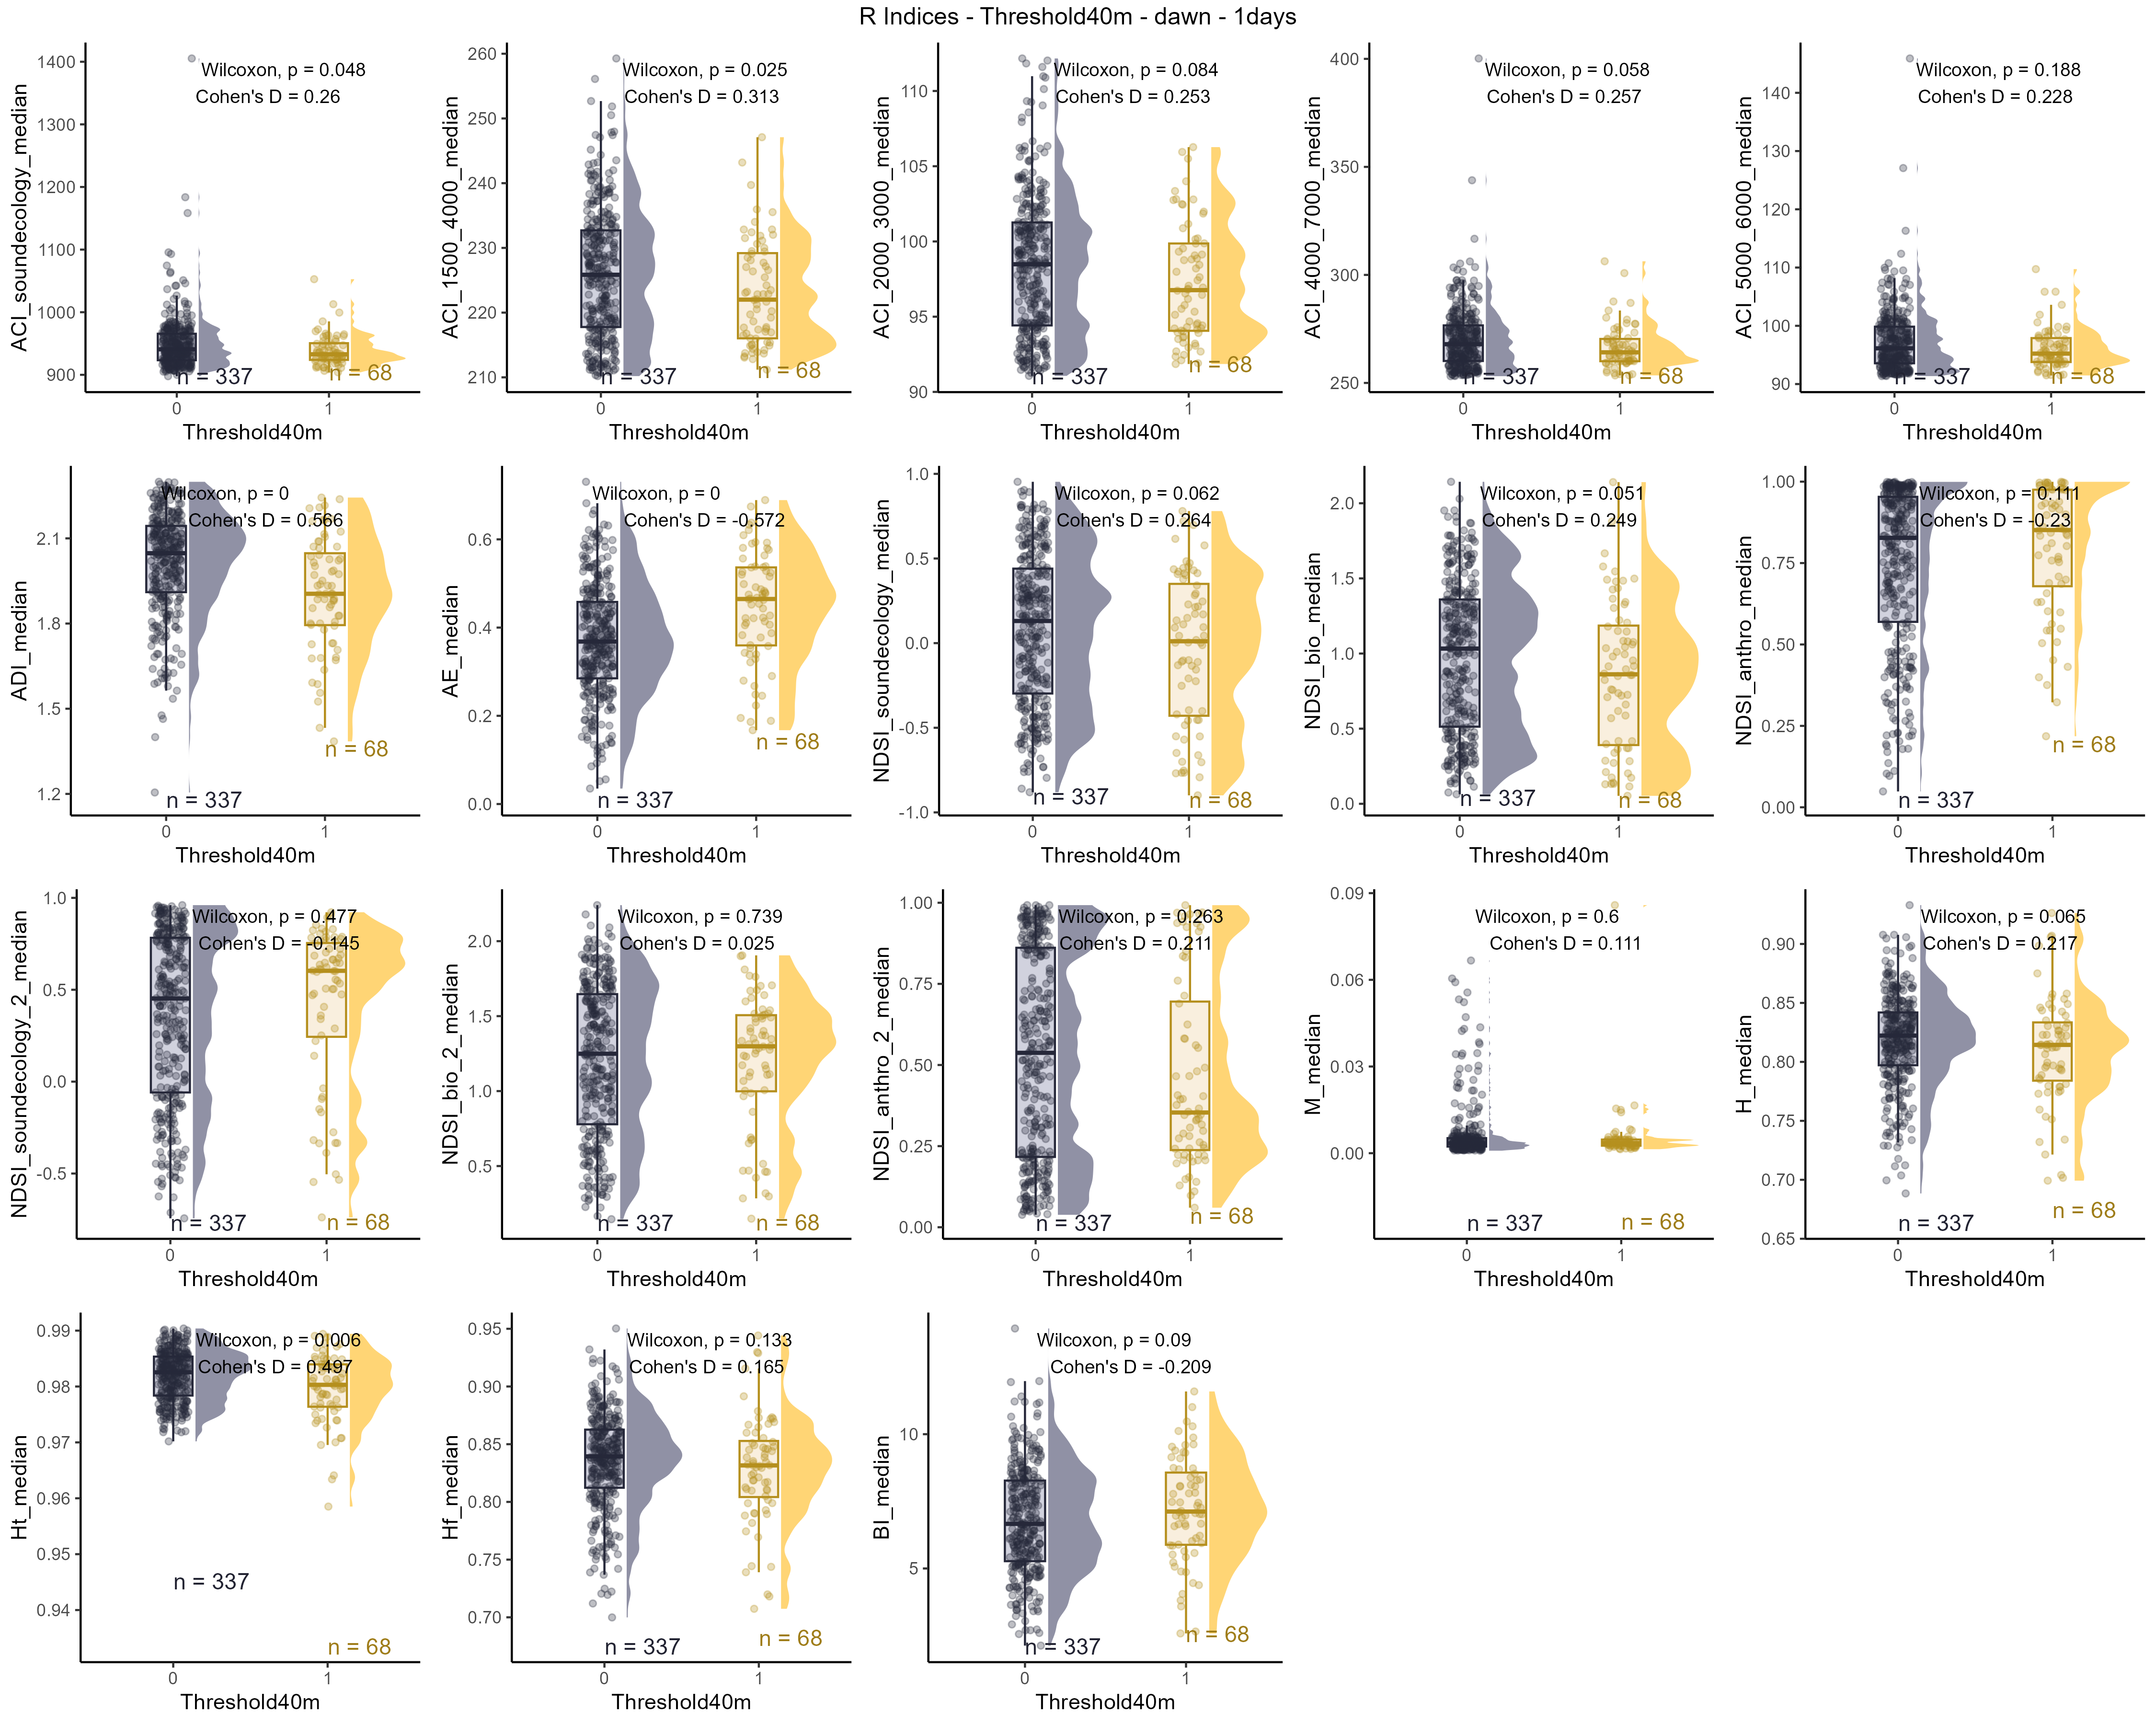 R Indices - Threshold40m - dawn - 1days
ACI_soundecology_median
1400
1300
1200
1100
1000
900
Wilcoxon, p = 0.048
Cohen's D = 0.26
n = 337
n = 68
0
1
Threshold40m
ACI_1500_4000_median
260
250
240
230
220
210
Wilcoxon, p = 0.025
Cohen's D = 0.313
n = 337
n = 68
0
1
Threshold40m
ACI_2000_3000_median
110
105
100
95
90
Wilcoxon, p = 0.084
Cohen's D = 0.253
n = 337
n = 68
0
1
Threshold40m
ACI_4000_7000_median
400
350
300
250
Wilcoxon, p = 0.058
Cohen's D = 0.257
n = 337
n = 68
0
1
Threshold40m
ACI_5000_6000_median
140
130
120
110
100
90
Wilcoxon, p = 0.188
Cohen's D = 0.228
n = 337
n = 68
0
1
Threshold40m
ADI_median
2.1
1.8
1.5
1.2
Wilcoxon, p = 0
Cohen's D = 0.566
n = 337
n = 68
0
1
Threshold40m
AE_median
0.6
0.4
0.2
0.0
Wilcoxon, p = 0
Cohen's D = -0.572
n = 337
n = 68
0
1
Threshold40m
NDSI_soundecology_median
1.0
0.5
0.0
-0.5
-1.0
Wilcoxon, p = 0.062
Cohen's D = 0.264
n = 337
n = 68
0
1
Threshold40m
NDSI_bio_median
2.0
1.5
1.0
0.5
0.0
Wilcoxon, p = 0.051
Cohen's D = 0.249
n = 337
n = 68
0
1
Threshold40m
NDSI_anthro_median
1.00
0.75
0.50
0.25
0.00
Wilcoxon, p = 0.111
Cohen's D = -0.23
n = 337
n = 68
0
1
Threshold40m
NDSI_soundecology_2_median
1.0
0.5
0.0
-0.5
Wilcoxon, p = 0.477
Cohen's D = -0.145
n = 337
n = 68
0
1
Threshold40m
NDSI_bio_2_median
2.0
1.5
1.0
0.5
Wilcoxon, p = 0.739
Cohen's D = 0.025
n = 337
n = 68
0
1
Threshold40m
NDSI_anthro_2_median
1.00
0.75
0.50
0.25
0.00
Wilcoxon, p = 0.263
Cohen's D = 0.211
n = 337
n = 68
0
1
Threshold40m
M_median
0.09
0.06
0.03
0.00
Wilcoxon, p = 0.6
Cohen's D = 0.111
n = 337
n = 68
0
1
Threshold40m
H_median
0.90
0.85
0.80
0.75
0.70
0.65
Wilcoxon, p = 0.065
Cohen's D = 0.217
n = 337
n = 68
0
1
Threshold40m
Ht_median
0.99
0.98
0.97
0.96
0.95
0.94
Wilcoxon, p = 0.006
Cohen's D = 0.497
n = 337
n = 68
0
1
Threshold40m
Hf_median
0.95
0.90
0.85
0.80
0.75
0.70
Wilcoxon, p = 0.133
Cohen's D = 0.165
n = 337
n = 68
0
1
Threshold40m
BI_median
10
5
Wilcoxon, p = 0.09
Cohen's D = -0.209
n = 337
n = 68
0
1
Threshold40m